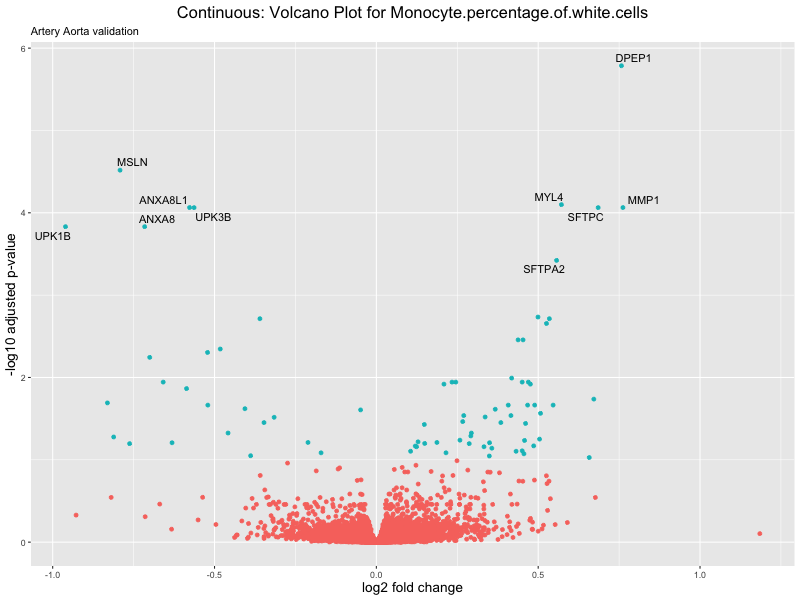 Continuous: Volcano Plot for Monocyte.percentage.of.white.cells
Artery Aorta validation
6
DPEP1
MSLN
ANXA8L1
MYL4
MMP1
4
ANXA8
UPK3B
SFTPC
UPK1B
SFTPA2
-log10 adjusted p-value
2
0
-1.0
-0.5
0.0
0.5
1.0
log2 fold change